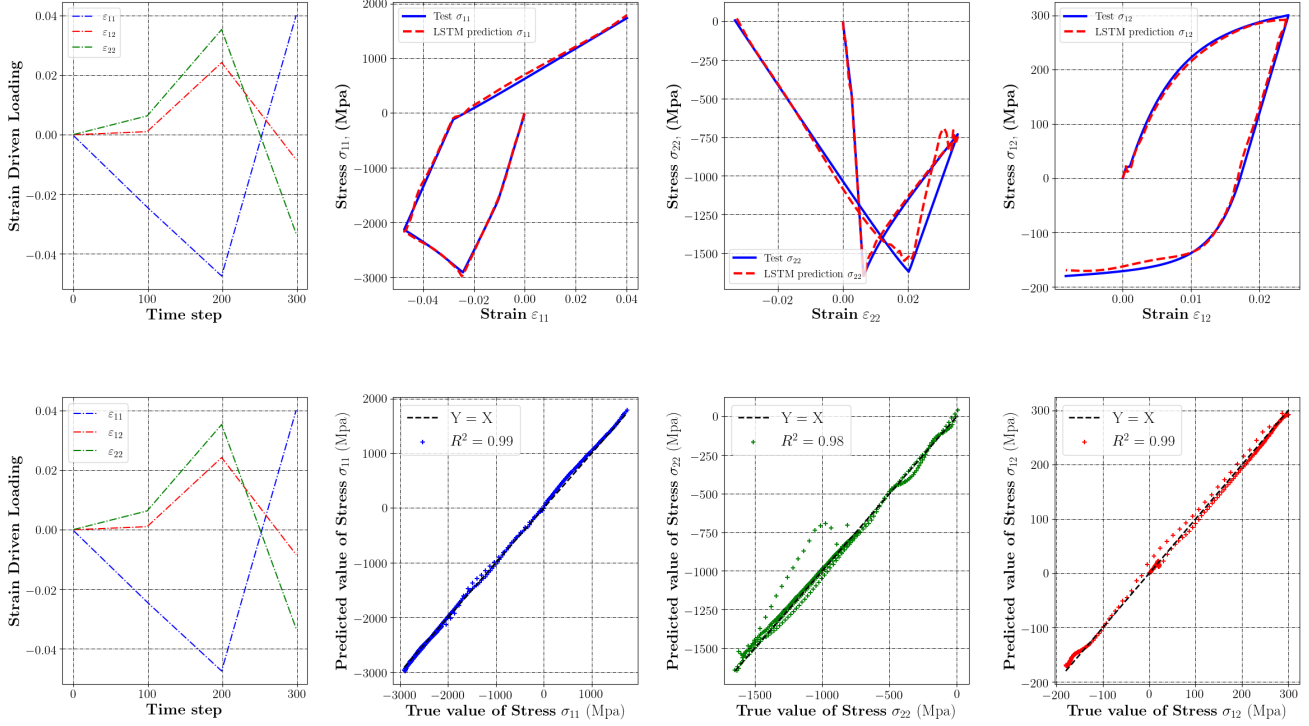 Strain Driven Loading
0.04
0.02
0.00
−0.02
−0.04
ε11
ε12
ε22
0
100
200
300
Time step
Stress σ11, (Mpa)
2000
1000
0
−1000
−2000
−3000
Test σ11
LSTM prediction σ11
−0.04
−0.02
0.00
0.02
0.04
Strain ε11
Stress σ22, (Mpa)
0
−250
−500
−750
−1000
−1250
−1500
Test σ22
LSTM prediction σ22
−0.02
0.00
0.02
Strain ε22
Stress σ12, (Mpa)
300
200
100
0
−100
−200
Test σ12
LSTM prediction σ12
0.00
0.01
0.02
Strain ε12
Strain Driven Loading
0.04
0.02
0.00
−0.02
−0.04
ε11
ε12
ε22
0
100
200
300
Time step
Predicted value of Stress σ11 (Mpa)
2000
1000
0
−1000
−2000
−3000
Y = X
R² = 0.99
−3000
−2000
−1000
0
1000
True value of Stress σ11 (Mpa)
Predicted value of Stress σ22 (Mpa)
0
−250
−500
−750
−1000
−1250
−1500
Y = X
R² = 0.98
−1500
−1000
−500
0
True value of Stress σ22 (Mpa)
Predicted value of Stress σ12 (Mpa)
300
200
100
0
−100
−200
Y = X
R² = 0.99
−200
−100
0
100
200
300
True value of Stress σ12 (Mpa)